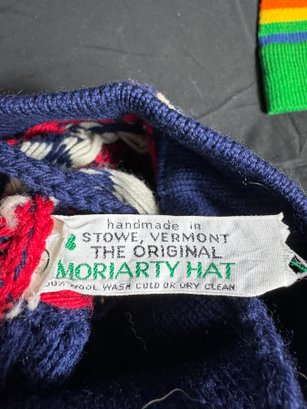 handmade in
STOWE, VERMONT
THE ORIGINAL
MORIARTY HAT
WOOL WASH COLD OR DRY CLEAN